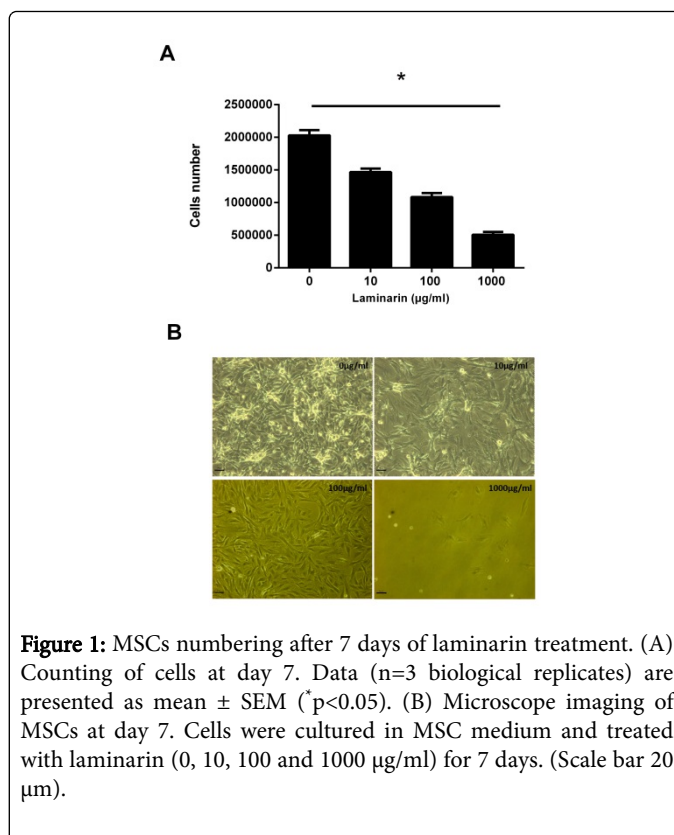 A
*
2500000
2000000
1500000
1000000
500000
0
Cells number
0 10 100 1000
Laminarin (µg/ml)
B
0µg/ml
10µg/ml
100µg/ml
1000µg/ml
Figure 1: MSCs numbering after 7 days of laminarin treatment. (A)
Counting of cells at day 7. Data (n=3 biological replicates) are
presented as mean ± SEM (*p<0.05). (B) Microscope imaging of
MSCs at day 7. Cells were cultured in MSC medium and treated
with laminarin (0, 10, 100 and 1000 µg/ml) for 7 days. (Scale bar 20
µm).